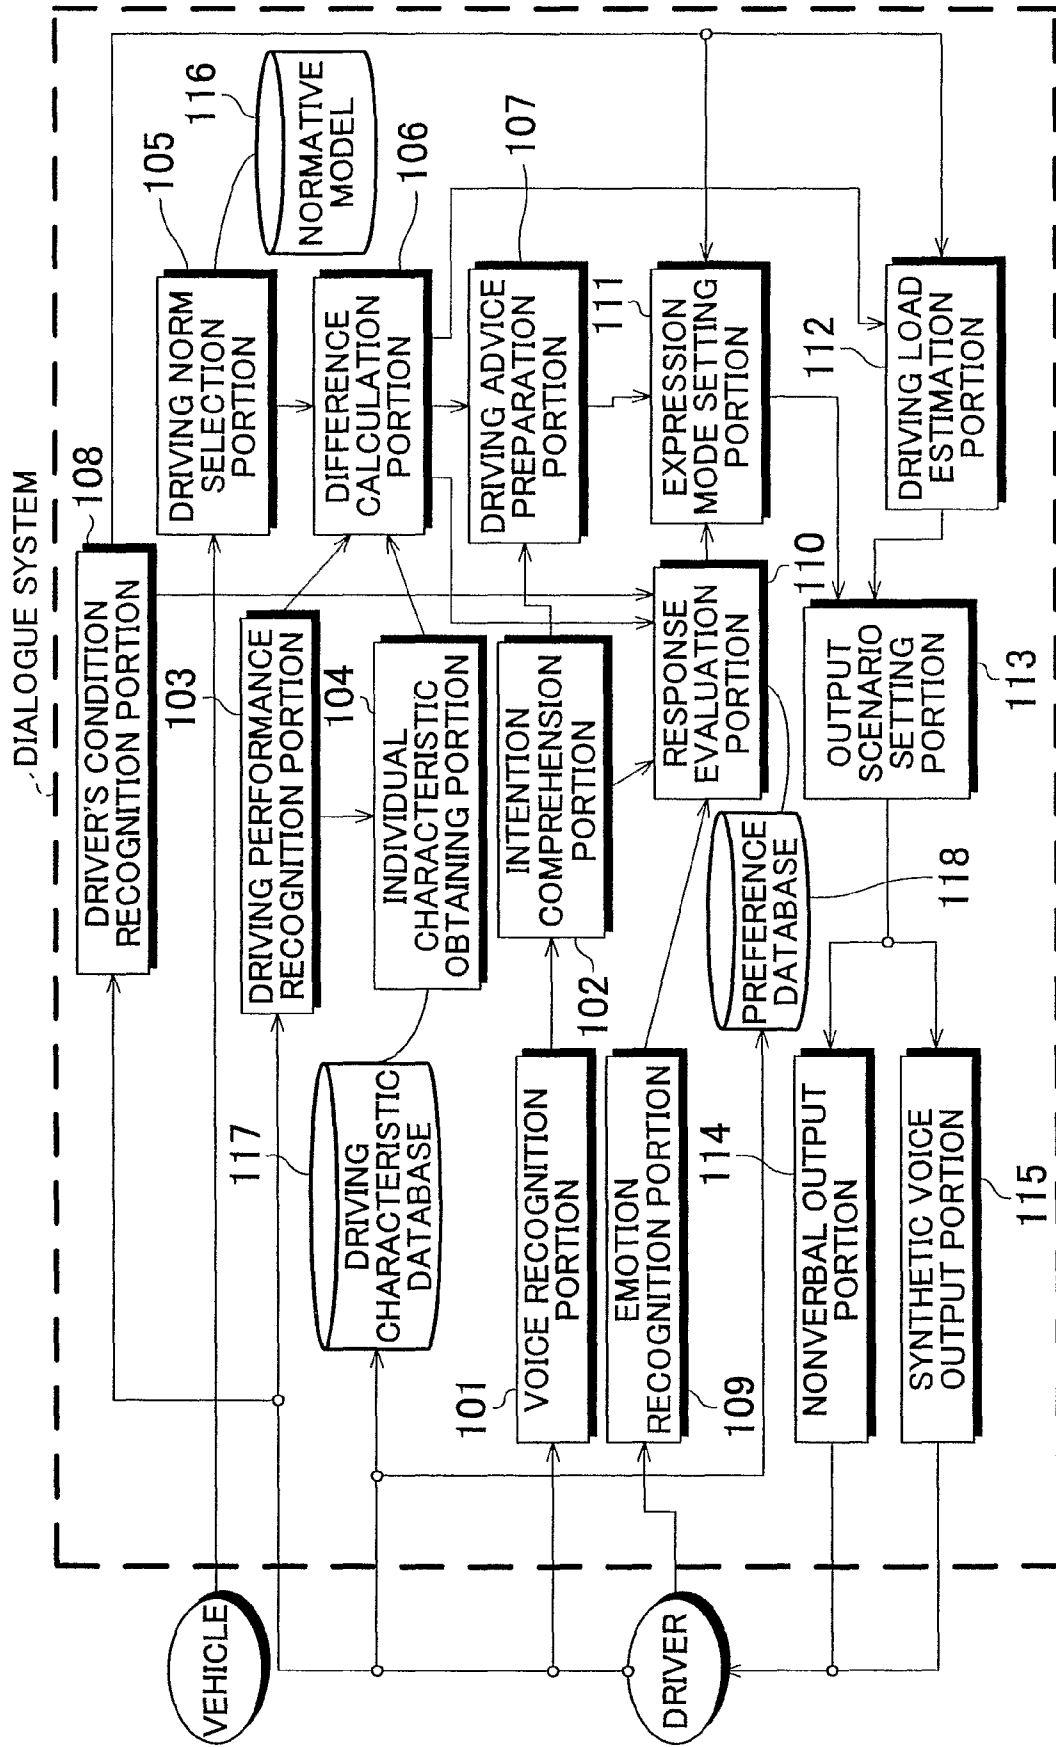 DIALOGUE SYSTEM
VEHICLE
DRIVER
108
DRIVER'S CONDITION
RECOGNITION PORTION
105
DRIVING NORM
SELECTION
PORTION
116
NORMATIVE
MODEL
103
DRIVING PERFORMANCE
RECOGNITION PORTION
106
DIFFERENCE
CALCULATION
PORTION
117
DRIVING
CHARACTERISTIC
DATABASE
104
INDIVIDUAL
CHARACTERISTIC
OBTAINING PORTION
107
DRIVING ADVICE
PREPARATION
PORTION
101
VOICE RECOGNITION
PORTION
INTENTION
COMPREHENSION
PORTION
102
EMOTION
RECOGNITION PORTION
109
RESPONSE
EVALUATION
PORTION
110
111
EXPRESSION
MODE SETTING
PORTION
PREFERENCE
DATABASE
118
112
DRIVING LOAD
ESTIMATION
PORTION
OUTPUT
SCENARIO
SETTING
PORTION
113
114
NONVERBAL OUTPUT
PORTION
SYNTHETIC VOICE
OUTPUT PORTION
115